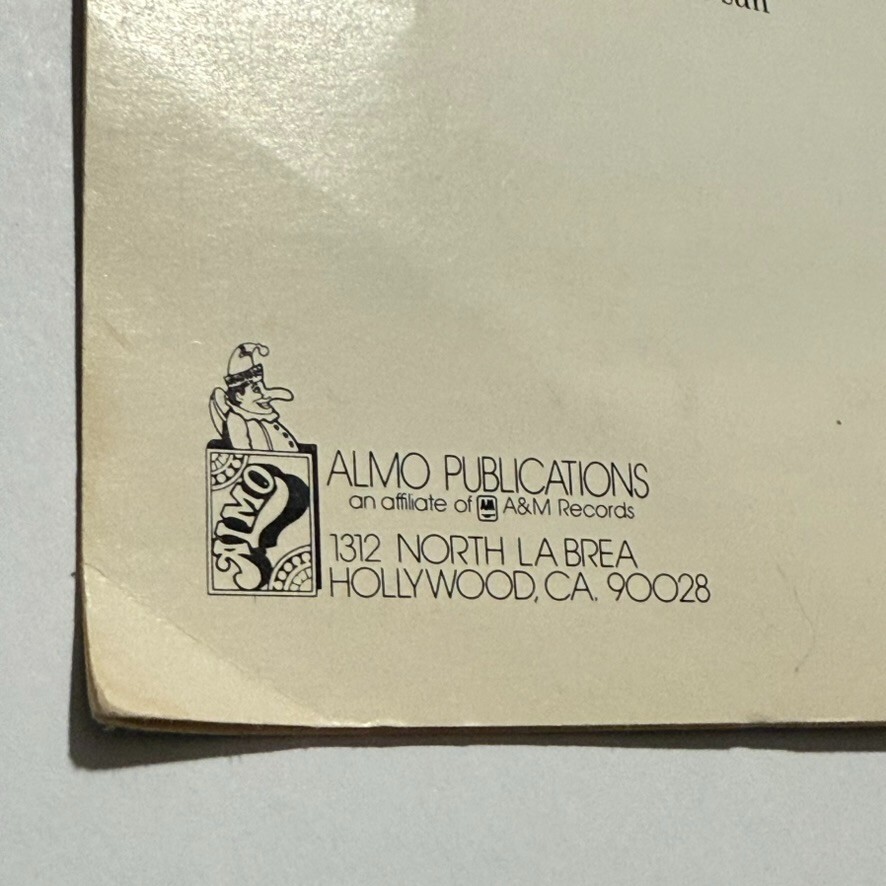 ALMO
ALMO PUBLICATIONS
an affiliate of A&M Records
1312 NORTH LA BREA
HOLLYWOOD, CA. 90028